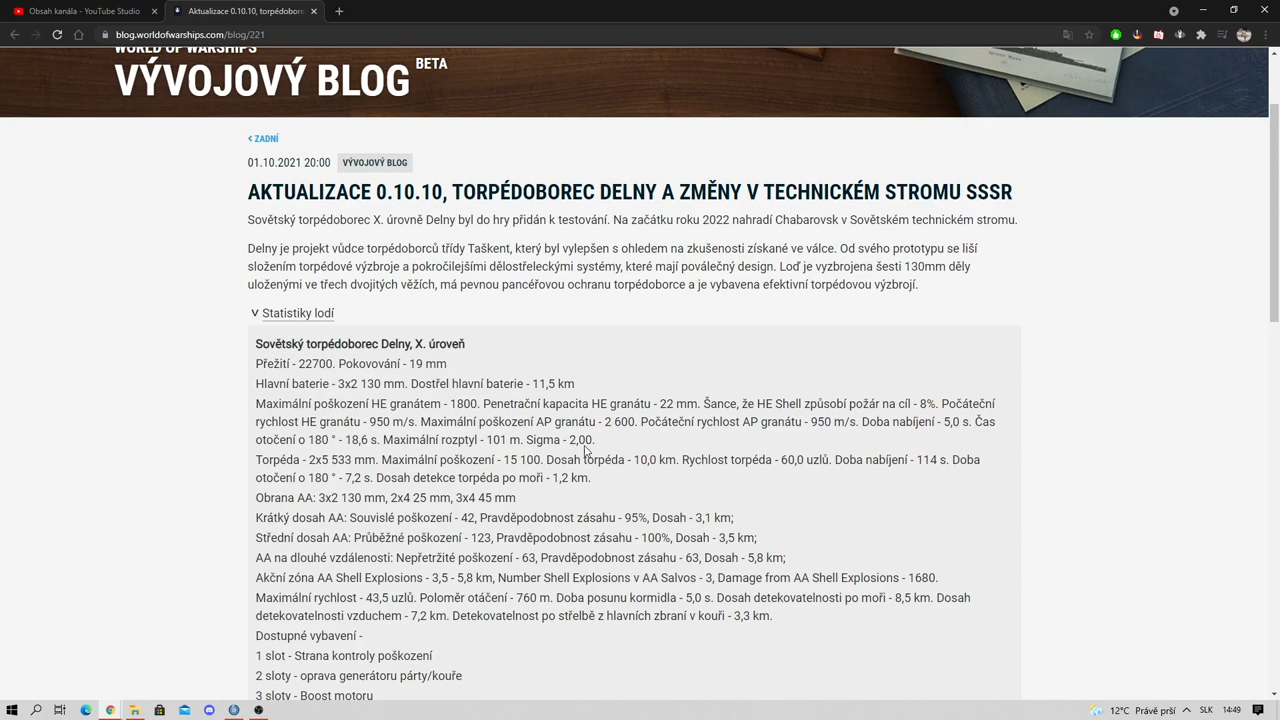 Obsah kanála - YouTube Studio
Aktualizace 0.10.10, torpédobore
blog.worldofwarships.com/blog/221
WORLD OF WARSHIPS
VÝVOJOVÝ BLOG BETA
ZADNÍ
01.10.2021 20:00 VÝVOJOVÝ BLOG
AKTUALIZACE 0.10.10, TORPÉDOBOREC DELNY A ZMĚNY V TECHNICKÉM STROMU SSSR
Sovětský torpédoborec X. úrovně Delny byl do hry přidán k testování. Na začátku roku 2022 nahradí Chabarovsk v Sovětském technickém stromu.
Delny je projekt vůdce torpédoborců třídy Taškent, který byl vylepšen s ohledem na zkušenosti získané ve válce. Od svého prototypu se liší
složením torpédové výzbroje a pokročilejšími dělostřeleckými systémy, které mají poválečný design. Loď je vyzbrojena šesti 130mm děly
uloženými ve třech dvojitých věžích, má pevnou pancéřovou ochranu torpédoborce a je vybavena efektivní torpédovou výzbrojí.
Statistiky lodí
Sovětský torpédoborec Delny, X. úroveň
Přežití - 22700. Pokovování - 19 mm
Hlavní baterie - 3x2 130 mm. Dostřel hlavní baterie - 11,5 km
Maximální poškození HE granátem - 1800. Penetrační kapacita HE granátu - 22 mm. Šance, že HE Shell způsobí požár na cíl - 8%. Počáteční
rychlost HE granátu - 950 m/s. Maximální poškození AP granátu - 2 600. Počáteční rychlost AP granátu - 950 m/s. Doba nabíjení - 5,0 s. Čas
otočení o 180 ° - 18,6 s. Maximální rozptyl - 101 m. Sigma - 2,00.
Torpéda - 2x5 533 mm. Maximální poškození - 15 100. Dosah torpéda - 10,0 km. Rychlost torpéda - 60,0 uzlů. Doba nabíjení - 114 s. Doba
otočení o 180 ° - 7,2 s. Dosah detekce torpéda po moři - 1,2 km.
Obrana AA: 3x2 130 mm, 2x4 25 mm, 3x4 45 mm
Krátký dosah AA: Souvislé poškození - 42, Pravděpodobnost zásahu - 95%, Dosah - 3,1 km;
Střední dosah AA: Průběžné poškození - 123, Pravděpodobnost zásahu - 100%, Dosah - 3,5 km;
AA na dlouhé vzdálenosti: Nepřetržité poškození - 63, Pravděpodobnost zásahu - 63, Dosah - 5,8 km;
Akční zóna AA Shell Explosions - 3,5 - 5,8 km, Number Shell Explosions v AA Salvos - 3, Damage from AA Shell Explosions - 1680.
Maximální rychlost - 43,5 uzlů. Poloměr otáčení - 760 m. Doba posunu kormidla - 5,0 s. Dosah detekovatelnosti po moři - 8,5 km. Dosah
detekovatelnosti vzduchem - 7,2 km. Detekovatelnost po střelbě z hlavních zbraní v kouři - 3,3 km.
Dostupné vybavení -
1 slot - Strana kontroly poškození
2 sloty - oprava generátoru párty/kouře
3 sloty - Boost motoru
12°C Právě prší SLK 14:49